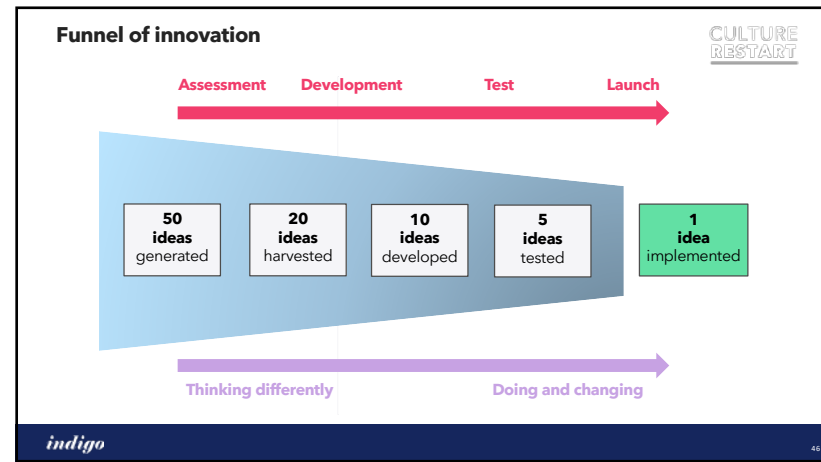 Funnel of innovation
CULTURE
RESTART
Assessment Development Test Launch
50 20 10 5 1
ideas ideas ideas ideas idea
generated harvested developed tested implemented
Thinking differently Doing and changing
indigo
46